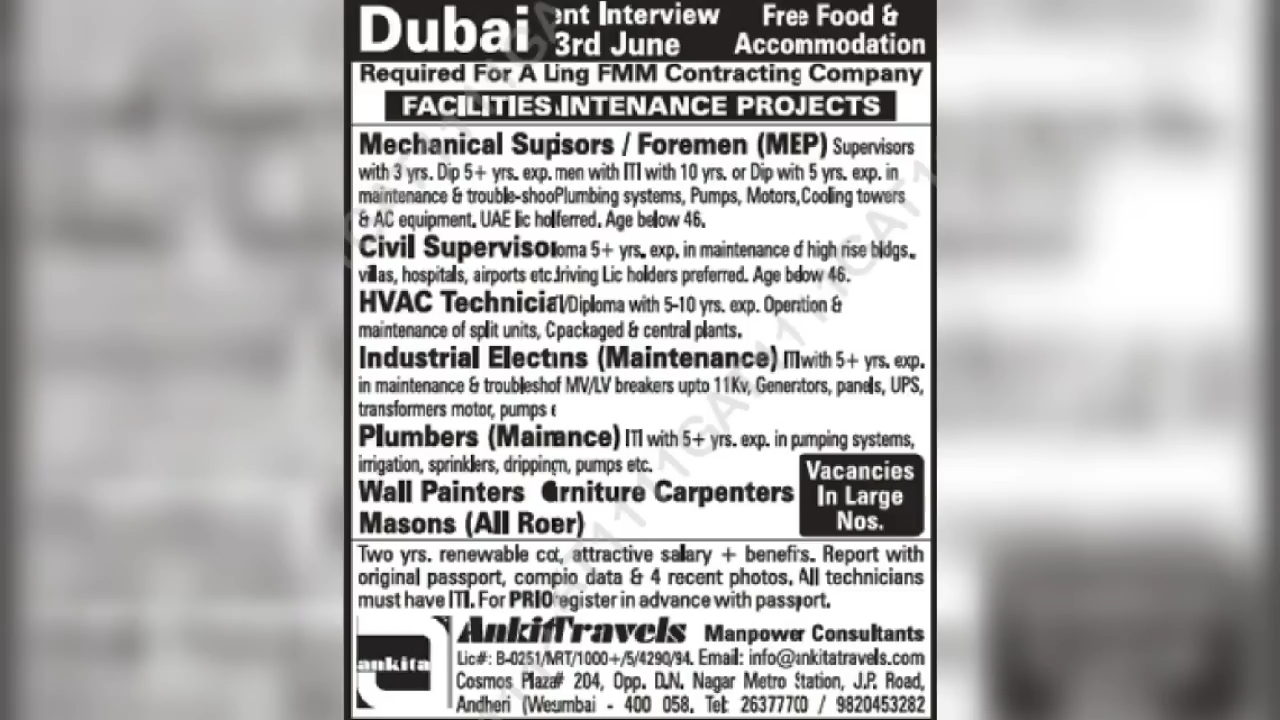 Dubai ent Interview Free Food &
3rd June Accommodation
Required For A Ling FMM Contracting Company
FACILITIES INTENANCE PROJECTS
Mechanical Supisors / Foremen (MEP) Supervisors
with 3 yrs. Dip 5+ yrs. exp. men with ITI with 10 yrs. or Dip with 5 yrs. exp. in
maintenance & trouble-shooPlumbing systems, Pumps, Motors, Cooling towers
& AC equipment. UAE lic holferred. Age below 46.
Civil Supervisoloma 5+ yrs. exp. in maintenance of high rise bldgs.,
villas, hospitals, airports etc. Iriving Lic holders preferred. Age below 46.
HVAC Technicia/Diploma with 5-10 yrs. exp. Operation &
maintenance of split units, Cpackaged & central plants.
Industrial Electins (Maintenance) ITI with 5+ yrs. exp.
in maintenance & troubleshof MV/LV breakers upto 11Kv, Generators, panels, UPS,
transformers motor, pumps e
Plumbers (Mainance) ITI with 5+ yrs. exp. in pumping systems,
irrigation, sprinklers, drippingm, pumps etc.
Wall Painters rniture Carpenters
Masons (All Roer)
Vacancies
In Large
Nos.
Two yrs. renewable cot, attractive salary + benefits. Report with
original passport, compio data & 4 recent photos. All technicians
must have ITI. For PRIOregister in advance with passport.
ankita
AnkitTravels Manpower Consultants
Lic#: B-0251/MRT/1000+/5/4290/94. Email: info@ankitatravels.com
Cosmos Plaza# 204, Opp. D.N. Nagar Metro Station, J.P. Road,
Andheri (Wesumbai - 400 058. Tel: 26377700 / 9820453282